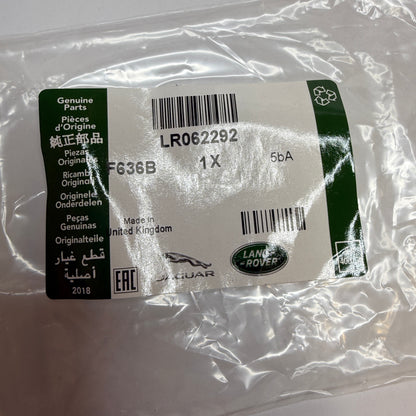 Genuine
Parts
Pièces
d'Origine
純正部品
Piezas
Originales
Ricambi
Originali
Originele
Onderdelen
Peças
Genuínas
Originalteile
قطع غيار
أصلية
2018
LR062292
F636B 1 X 5bA
Made in
United Kingdom
EAC
JAGUAR
LAND
ROVER